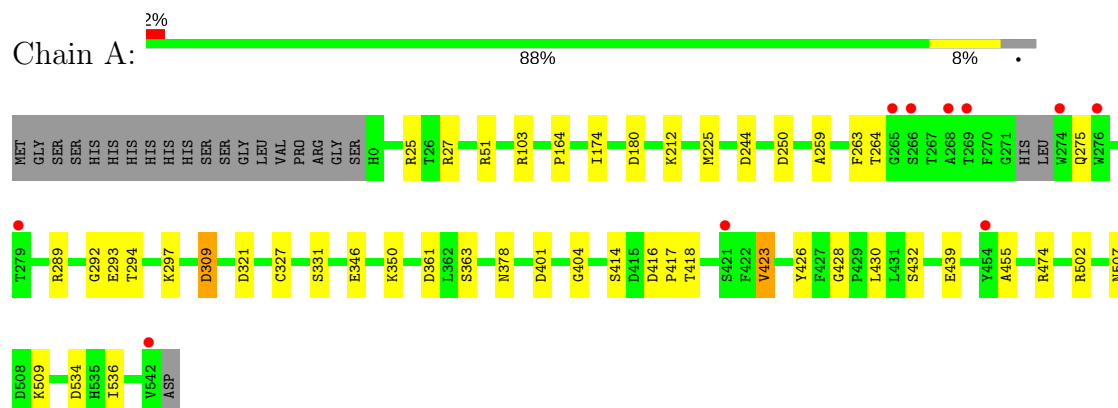 2%
Chain A:
88% 8% •
MET GLY SER SER HIS HIS HIS HIS HIS HIS SER SER GLY LEU VAL PRO ARG GLY SER H0 R25 T26 R27 R51 R103 P164 I174 D180 K212 M225 D244 D250 A259 F263 T264 G265 S266 T267 A268 T269 F270 G271 HIS LEU W274 Q275 W276
T279 R289 G292 E293 T294 K297 D309 D321 C327 S331 E346 K350 D361 L362 S363 N378 D401 G404 S414 D415 D416 P417 T418 S421 F422 V423 Y426 F427 G428 P429 L430 L431 S432 E439 Y454 A455 R474 R502 N507
D508 K509 D534 H535 I536 V542 ASP